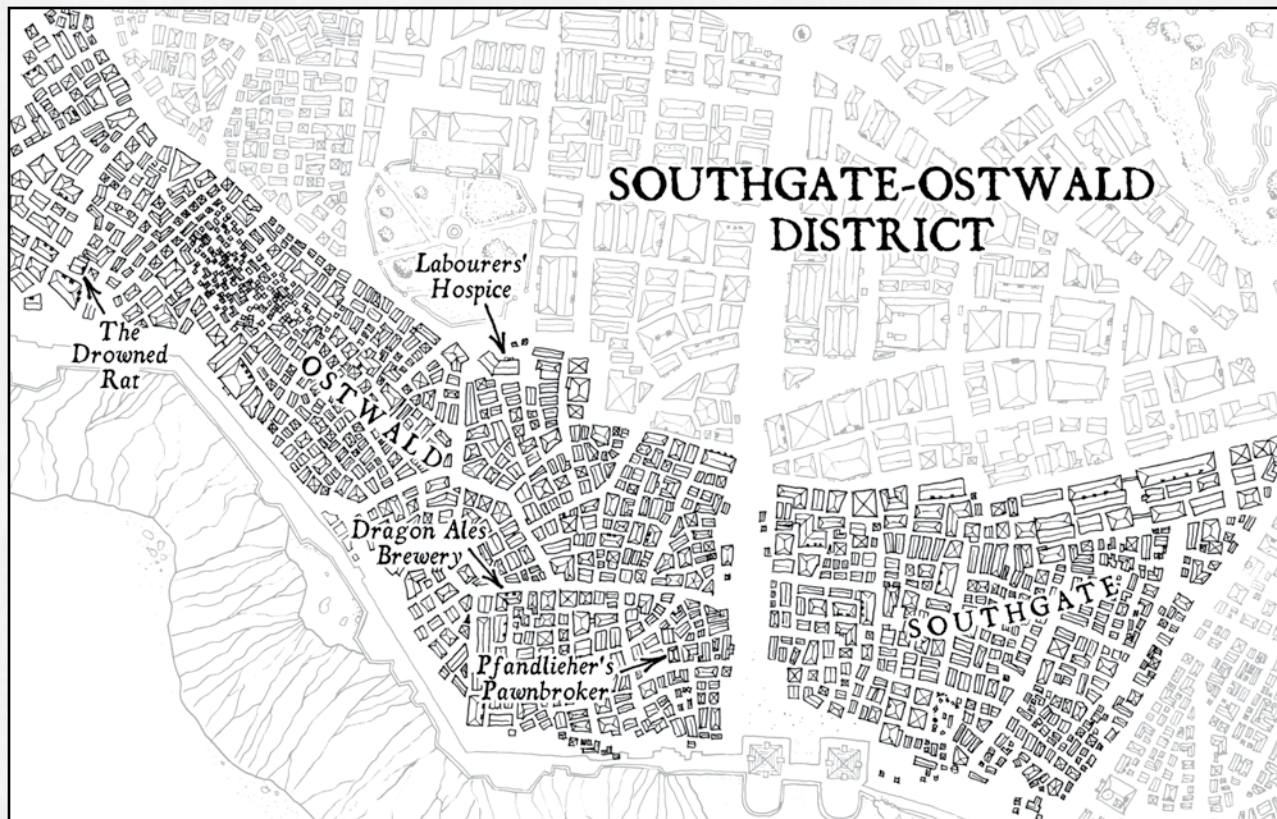 SOUTHGATE-OSTWALD
DISTRICT
Labourers'
Hospice
The
Drowned
Rat
OSTWALD
Dragon Ales
Brewery
SOUTHGATE
Pfandlieher's
Pawnbroker